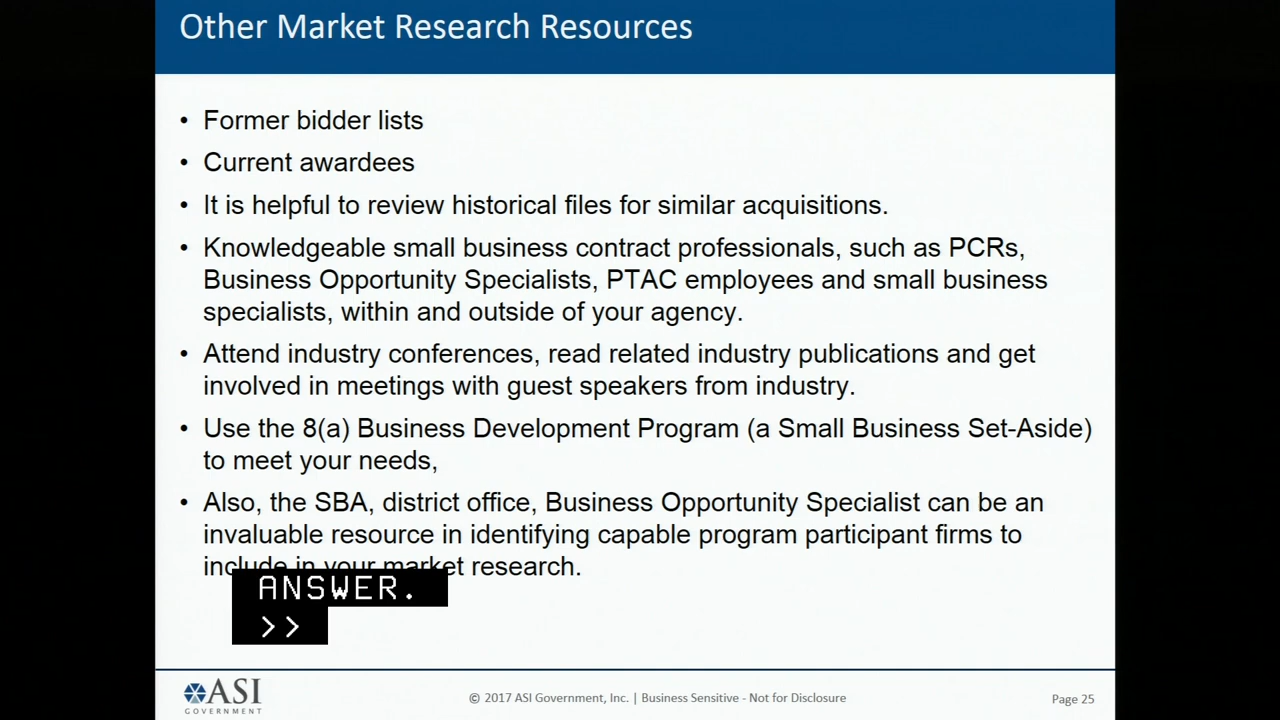 Other Market Research Resources
• Former bidder lists
• Current awardees
• It is helpful to review historical files for similar acquisitions.
• Knowledgeable small business contract professionals, such as PCRs,
Business Opportunity Specialists, PTAC employees and small business
specialists, within and outside of your agency.
• Attend industry conferences, read related industry publications and get
involved in meetings with guest speakers from industry.
• Use the 8(a) Business Development Program (a Small Business Set-Aside)
to meet your needs,
• Also, the SBA, district office, Business Opportunity Specialist can be an
invaluable resource in identifying capable program participant firms to
include in your market research.
ANSWER.
>>
ASI
GOVERNMENT
© 2017 ASI Government, Inc. | Business Sensitive - Not for Disclosure
Page 25